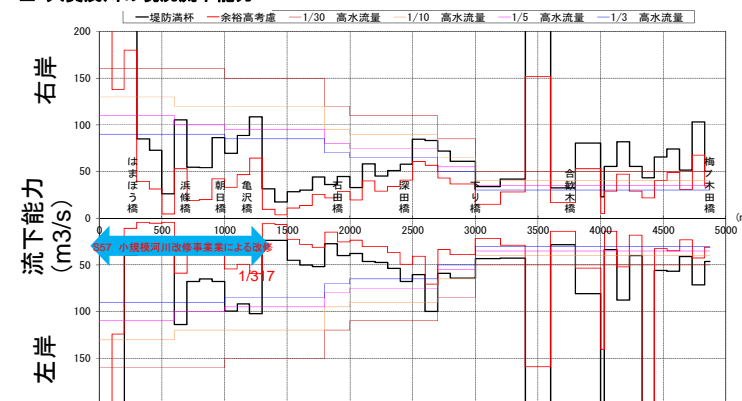 堤防満杯 余裕高考慮 1/30 高水流量 1/10 高水流量 1/5 高水流量 1/3 高水流量
200
150
100
50
0
50
100
150
右岸
流下能力
(m3/s)
左岸
はまぼう橋
浜條橋
朝日橋
亀沢橋
石田橋
深田橋
合歓木橋
梅ノ木田橋
0 500 1000 1500 2000 2500 3000 3500 4000 4500 5000
S57 小規模河川改修事業業による改修
1/317